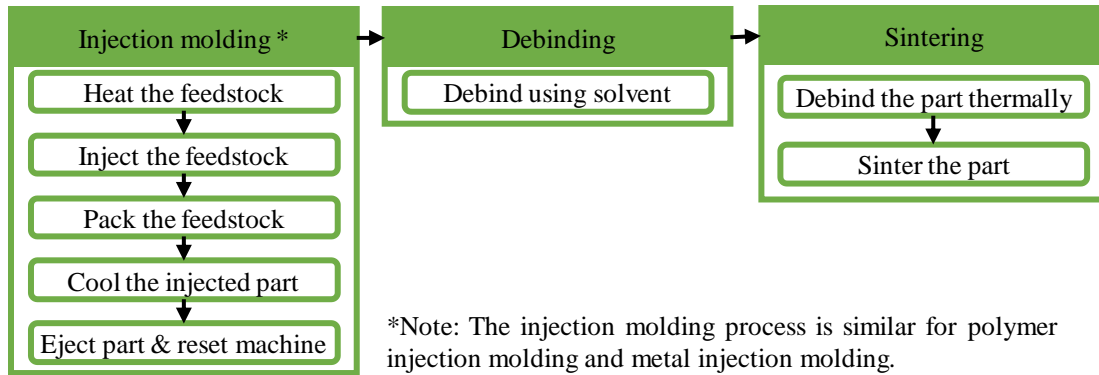 Injection molding *
Heat the feedstock
Inject the feedstock
Pack the feedstock
Cool the injected part
Eject part & reset machine
Debinding
Debind using solvent
Sintering
Debind the part thermally
Sinter the part
*Note: The injection molding process is similar for polymer
injection molding and metal injection molding.